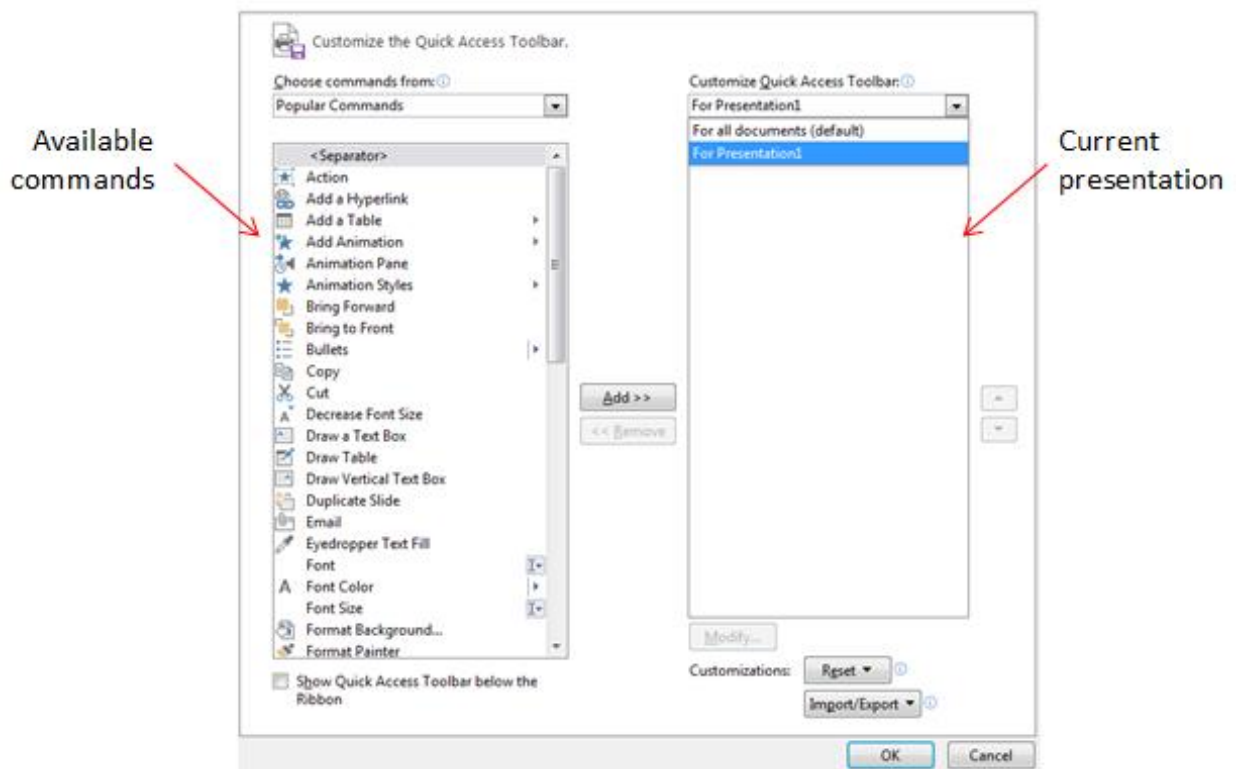 Customize the Quick Access Toolbar.
Choose commands from:
Popular Commands
<Separator>
Action
Add a Hyperlink
Add a Table
Add Animation
Animation Pane
Animation Styles
Bring Forward
Bring to Front
Bullets
Copy
Cut
Decrease Font Size
Draw a Text Box
Draw Table
Draw Vertical Text Box
Duplicate Slide
Email
Eyedropper Text Fill
Font
Font Color
Font Size
Format Background...
Format Painter
Show Quick Access Toolbar below the
Ribbon
Available
commands
Add >>
<< Remove
Customize Quick Access Toolbar:
For Presentation1
For all documents (default)
For Presentation1
Current
presentation
Modify...
Customizations:
Reset
Import/Export
OK
Cancel